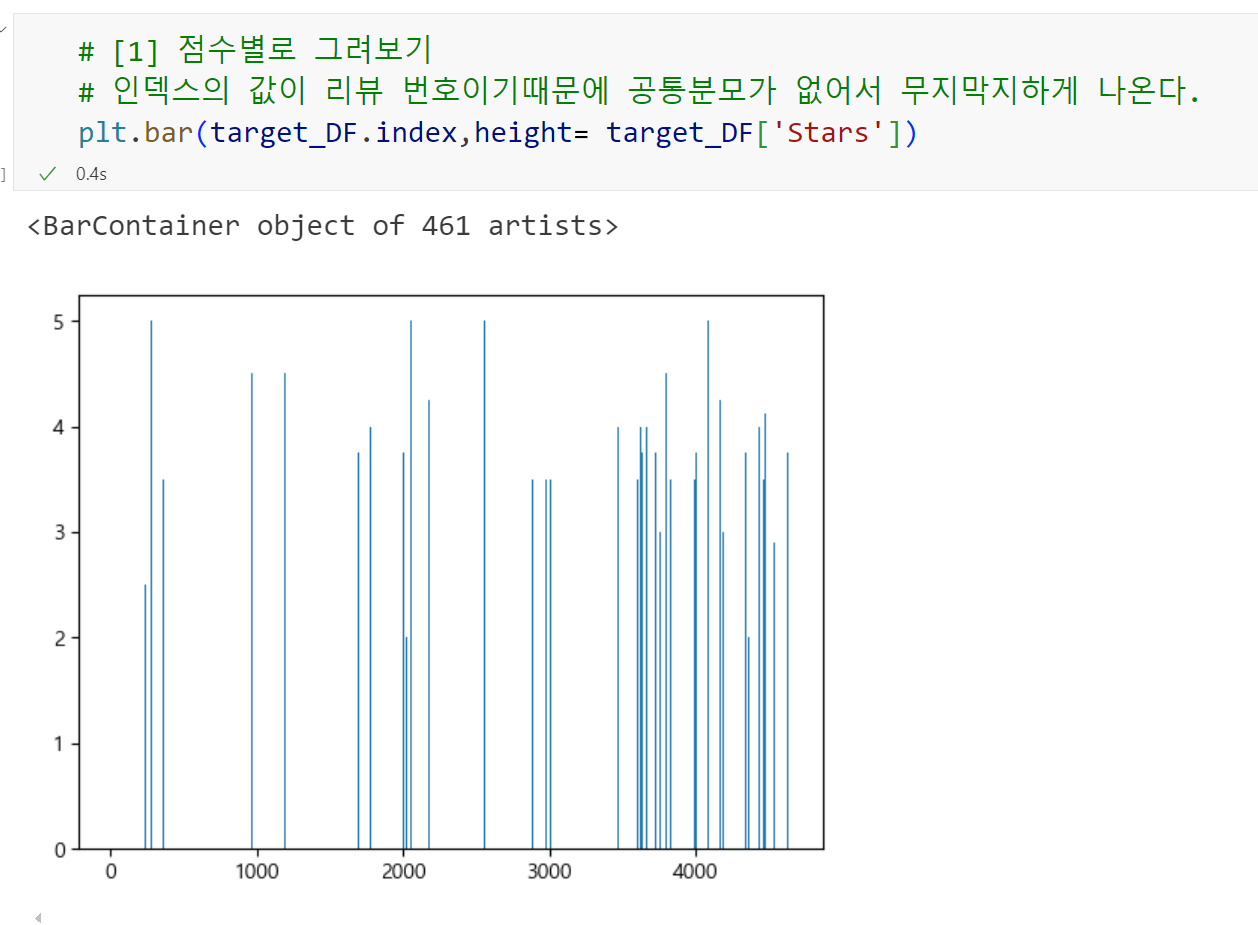 # [1] 점수별로 그려보기
# 인덱스의 값이 리뷰 번호이기때문에 공통분모가 없어서 무지막지하게 나온다.
plt.bar(target_DF.index,height= target_DF['Stars'])
]
0.4s
<BarContainer object of 461 artists>
5
4
3
2
1
0
0 1000 2000 3000 4000